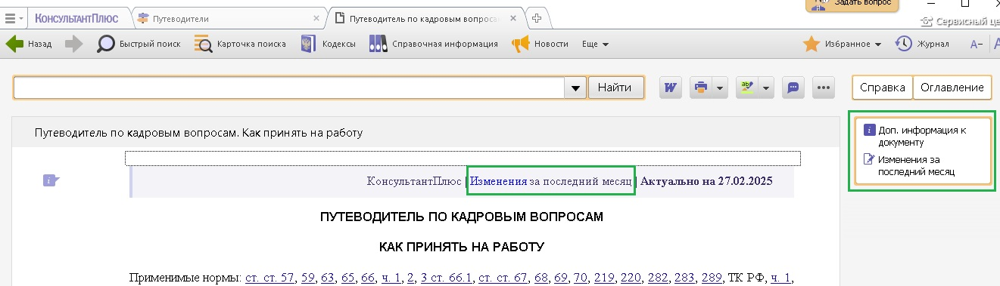 КОНСУЛЬТАНТПЛЮС
Путеводители
Путеводитель по кадровым вопросам
Задать вопрос
Сервисный це
Назад
Быстрый поиск
Карточка поиска
Кодексы
Справочная информация
Новости
Еще
Избранное
Журнал
А−
Найти
W
ab
Справка
Оглавление
Путеводитель по кадровым вопросам. Как принять на работу
i Доп. информация к
документу
Изменения за
последний месяц
i
КонсультантПлюс | Изменения за последний месяц | Актуально на 27.02.2025
ПУТЕВОДИТЕЛЬ ПО КАДРОВЫМ ВОПРОСАМ
КАК ПРИНЯТЬ НА РАБОТУ
Применимые нормы: ст. ст. 57, 59, 63, 65, 66, ч. 1, 2, 3 ст. 66.1, ст. ст. 67, 68, 69, 70, 219, 220, 282, 283, 289, ТК РФ, ч. 1,